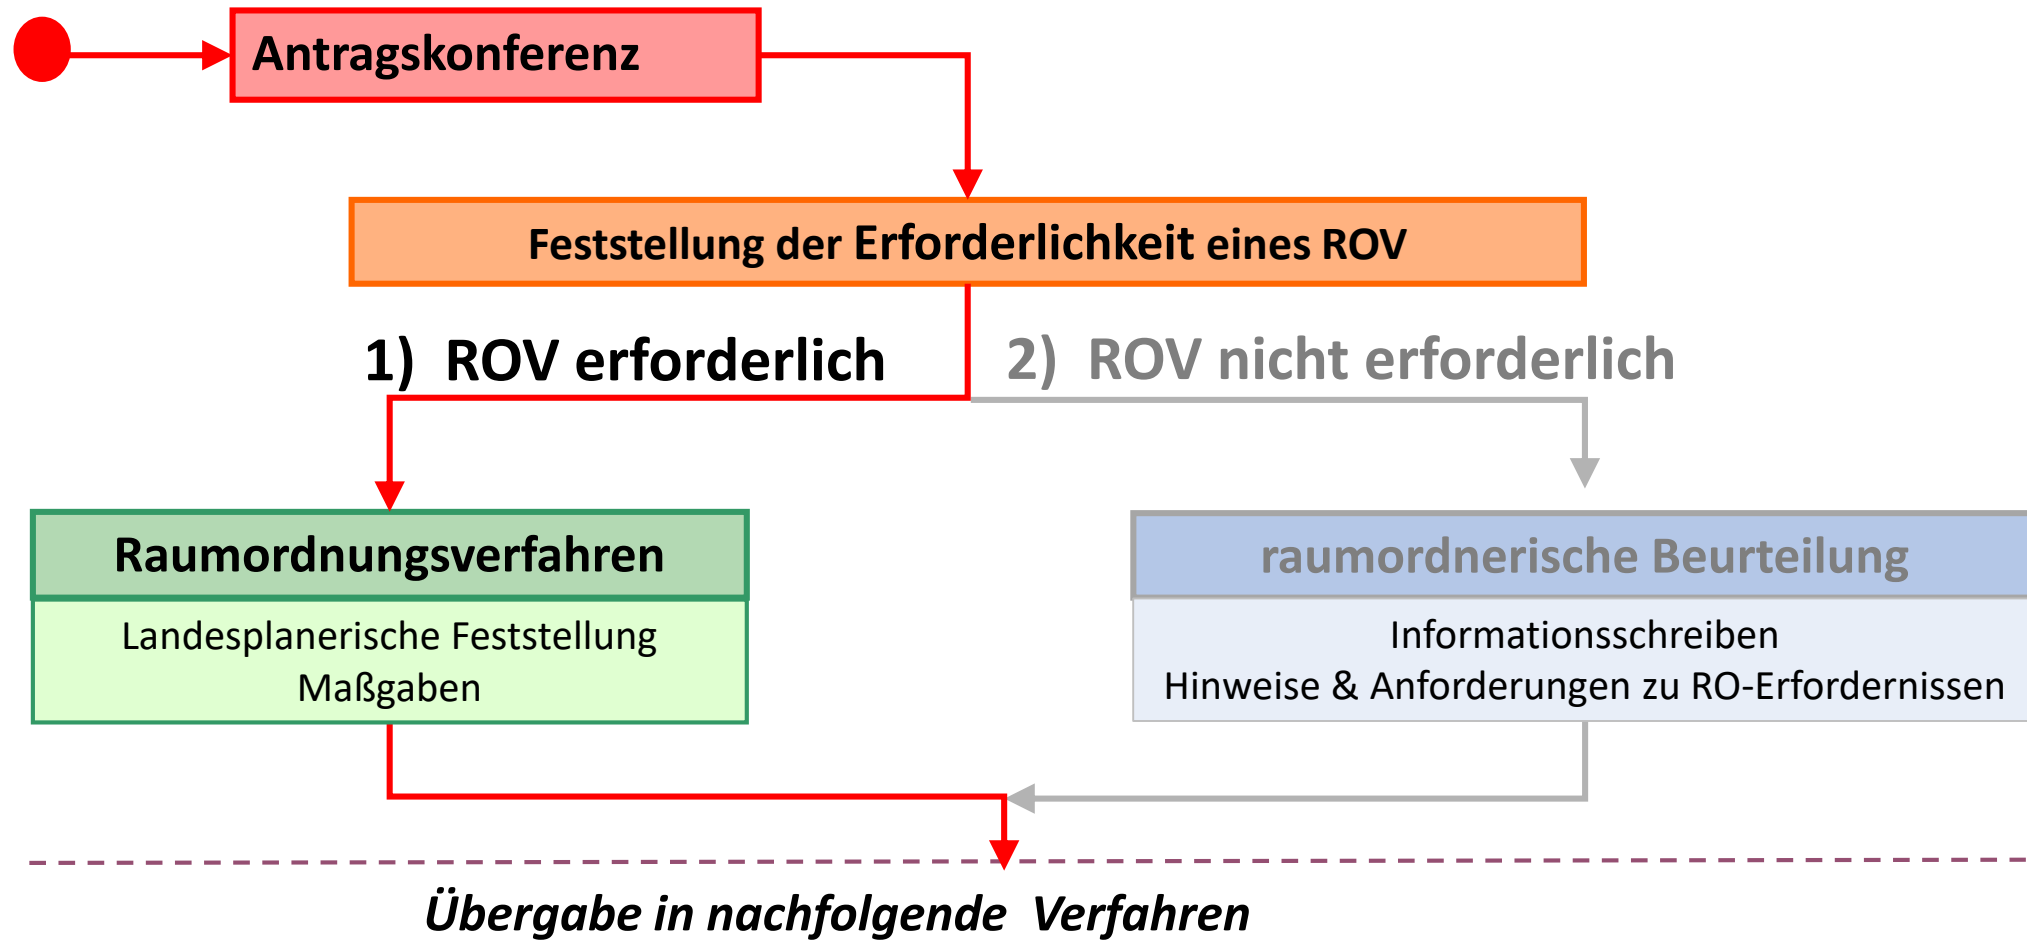 Antragskonferenz
Feststellung der Erforderlichkeit eines ROV
1) ROV erforderlich
2) ROV nicht erforderlich
Raumordnungsverfahren
Landesplanerische Feststellung
Maßgaben
raumordnerische Beurteilung
Informationsschreiben
Hinweise & Anforderungen zu RO-Erfordernissen
Übergabe in nachfolgende Verfahren